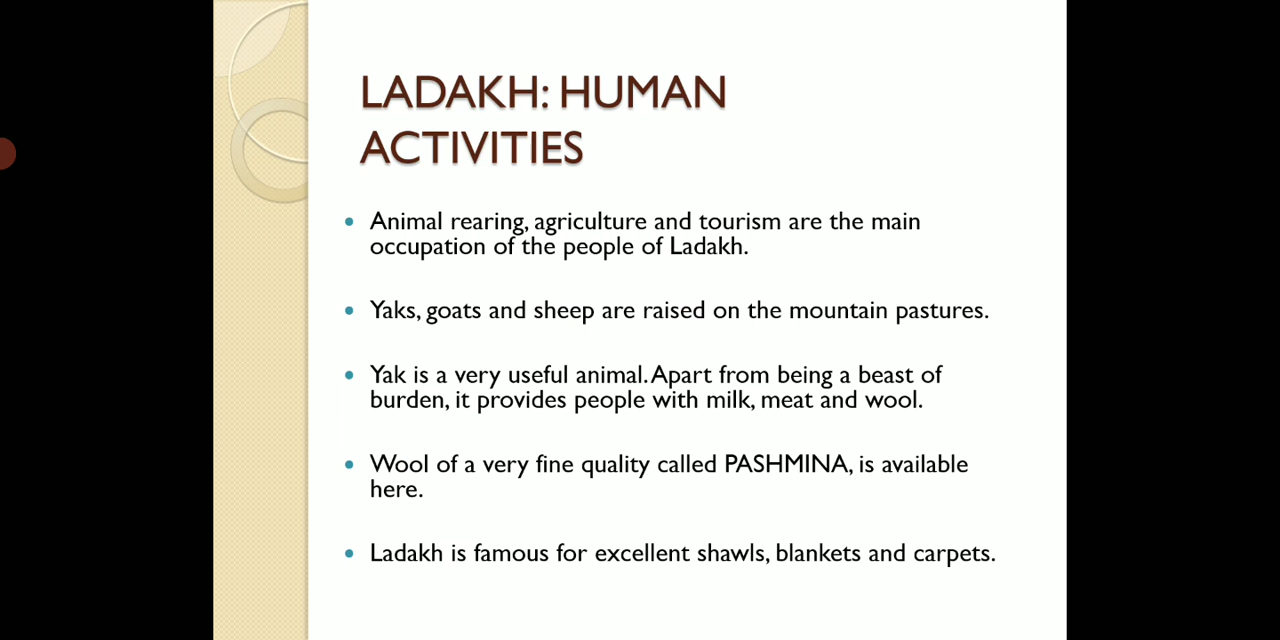 LADAKH: HUMAN
ACTIVITIES
• Animal rearing, agriculture and tourism are the main
occupation of the people of Ladakh.
• Yaks, goats and sheep are raised on the mountain pastures.
• Yak is a very useful animal. Apart from being a beast of
burden, it provides people with milk, meat and wool.
• Wool of a very fine quality called PASHMINA, is available
here.
• Ladakh is famous for excellent shawls, blankets and carpets.